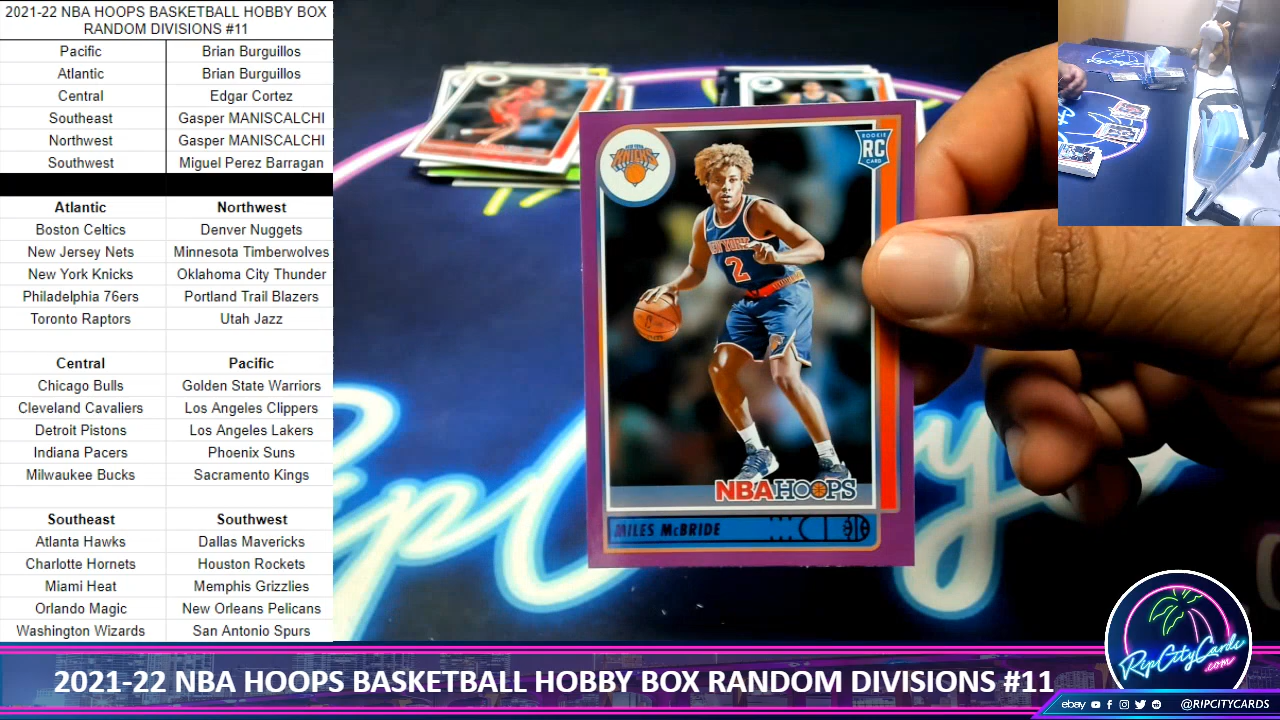 2021-22 NBA HOOPS BASKETBALL HOBBY BOX
RANDOM DIVISIONS #11
Pacific Brian Burguillos
Atlantic Brian Burguillos
Central Edgar Cortez
Southeast Gasper MANISCALCHI
Northwest Gasper MANISCALCHI
Southwest Miguel Perez Barragan
Atlantic Northwest
Boston Celtics Denver Nuggets
New Jersey Nets Minnesota Timberwolves
New York Knicks Oklahoma City Thunder
Philadelphia 76ers Portland Trail Blazers
Toronto Raptors Utah Jazz
Central Pacific
Chicago Bulls Golden State Warriors
Cleveland Cavaliers Los Angeles Clippers
Detroit Pistons Los Angeles Lakers
Indiana Pacers Phoenix Suns
Milwaukee Bucks Sacramento Kings
Southeast Southwest
Atlanta Hawks Dallas Mavericks
Charlotte Hornets Houston Rockets
Miami Heat Memphis Grizzlies
Orlando Magic New Orleans Pelicans
Washington Wizards San Antonio Spurs
KNICKS
ROOKIE
RC
CARD
NEW YORK
2
NBA HOOPS
MILES McBRIDE
RipCityCards
.com
2021-22 NBA HOOPS BASKETBALL HOBBY BOX RANDOM DIVISIONS #11
ebay @RIPCITYCARDS